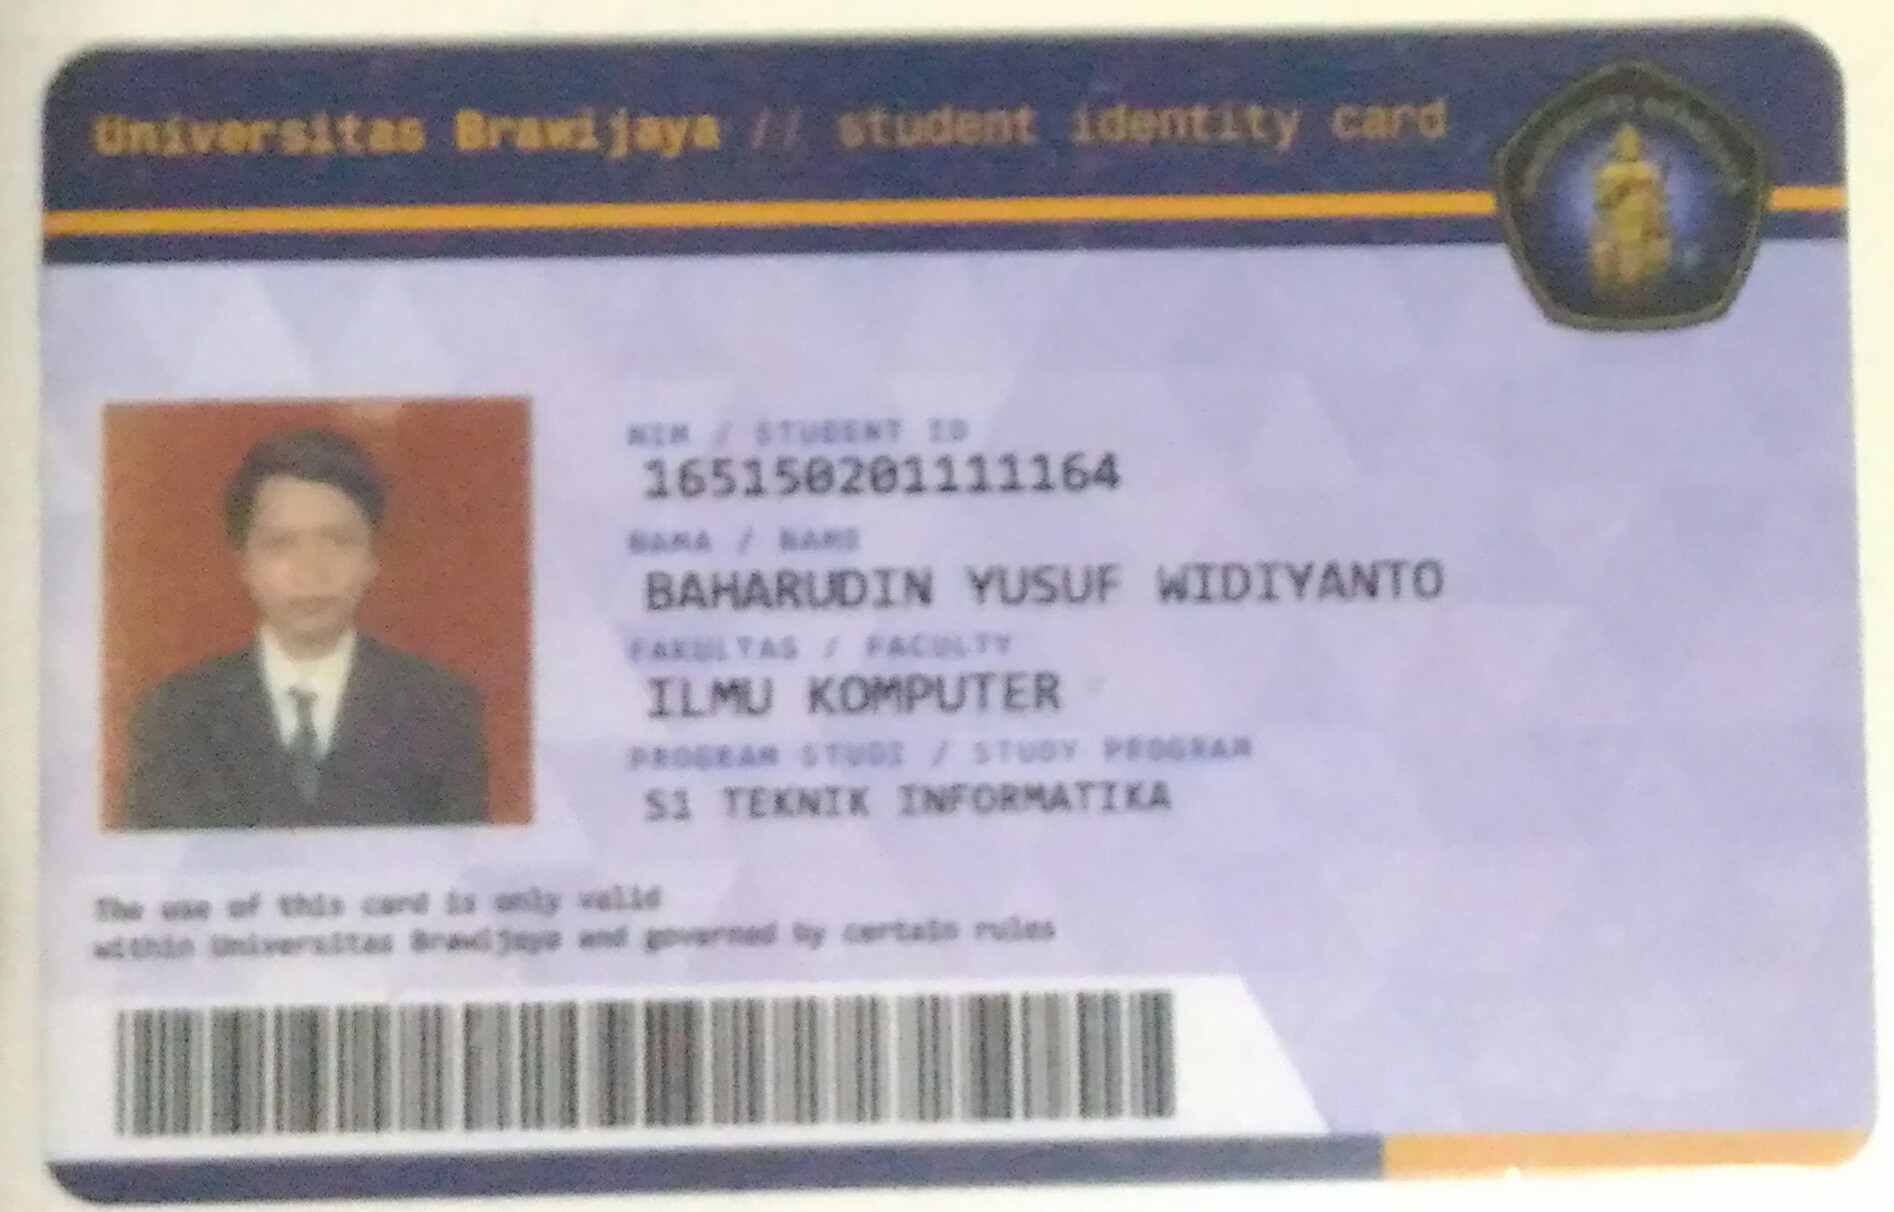 Universitas Brawijaya // student identity card
NIM / STUDENT ID
165150201111164
NAMA / NAME
BAHARUDIN YUSUF WIDIYANTO
FAKULTAS / FACULTY
ILMU KOMPUTER
PROGRAM STUDI / STUDY PROGRAM
S1 TEKNIK INFORMATIKA
The use of this card is only valid
within Universitas Brawijaya and governed by certain rules